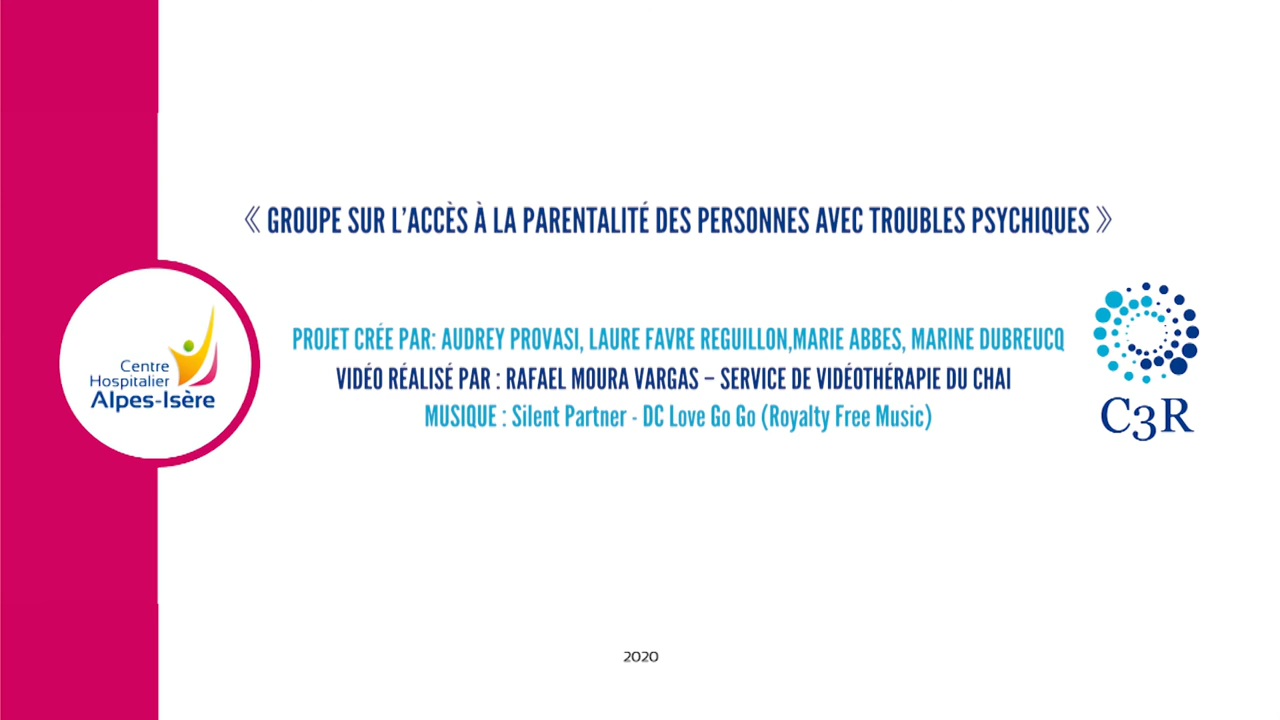 《 GROUPE SUR L'ACCÈS À LA PARENTALITÉ DES PERSONNES AVEC TROUBLES PSYCHIQUES 》
PROJET CRÉE PAR: AUDREY PROVASI, LAURE FAVRE REGUILLON,MARIE ABBES, MARINE DUBREUCQ
VIDÉO RÉALISÉ PAR : RAFAEL MOURA VARGAS – SERVICE DE VIDÉOTHÉRAPIE DU CHAI
MUSIQUE : Silent Partner - DC Love Go Go (Royalty Free Music)
Centre
Hospitalier
Alpes-Isère
C3R
2020